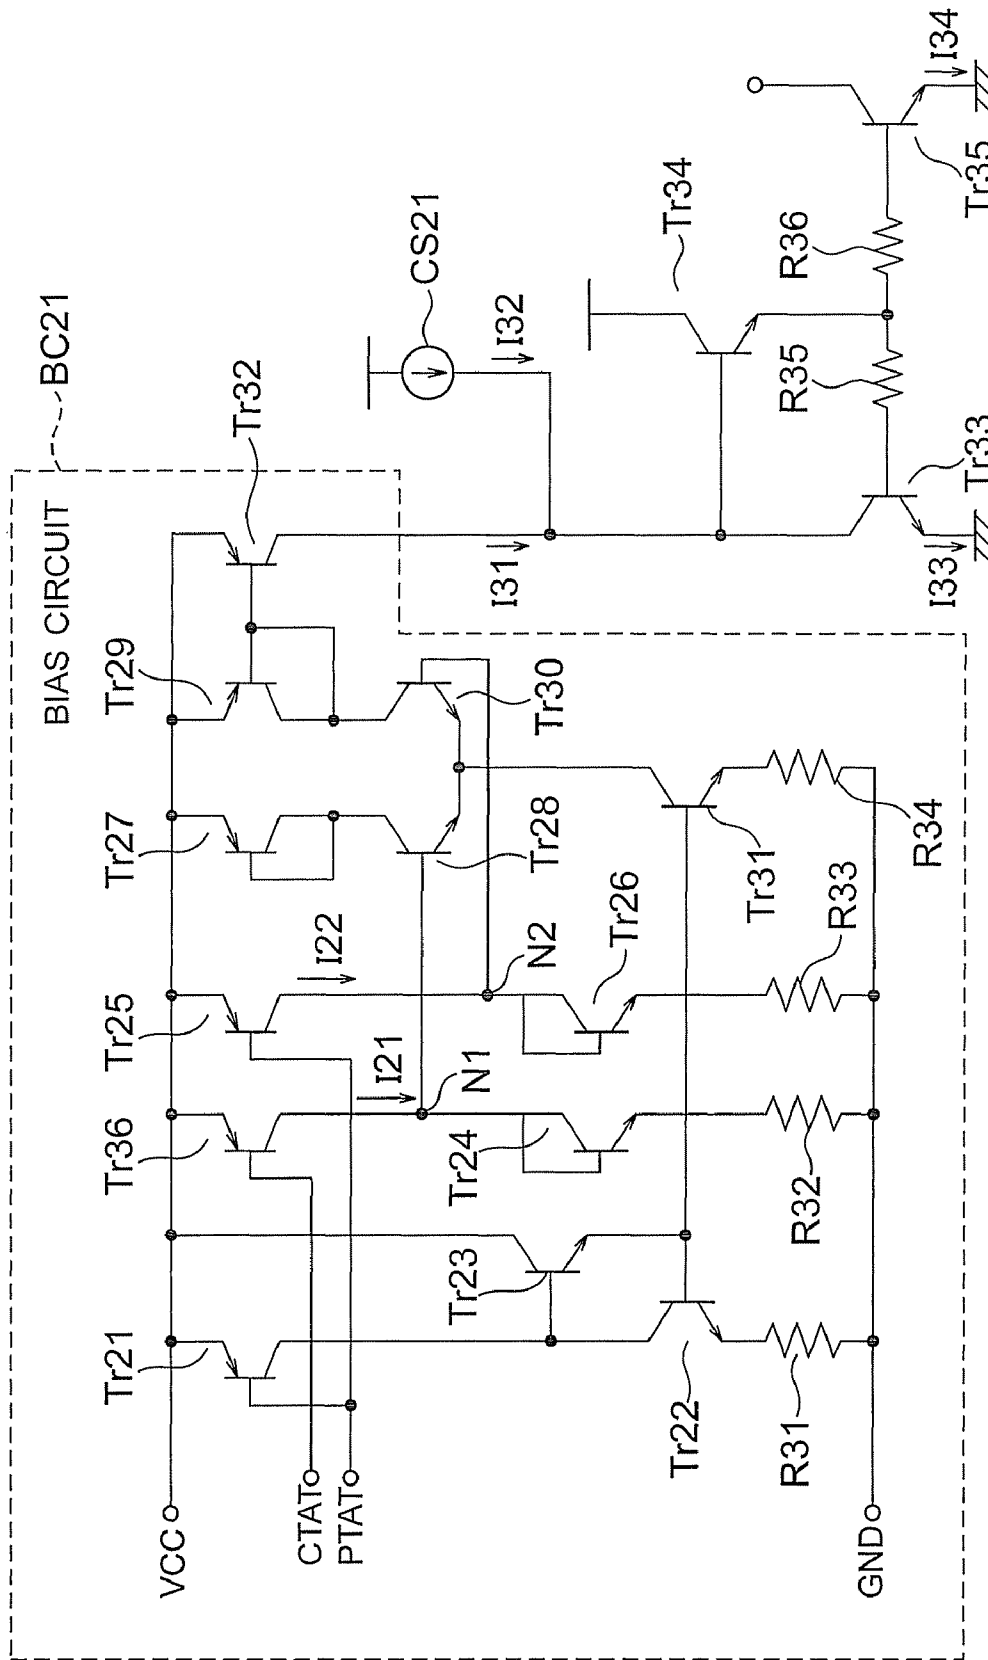 BIAS CIRCUIT
BC21
VCC
CTAT
PTAT
GND
Tr21
Tr36
Tr25
Tr27
Tr29
Tr32
CS21
I21
I22
I31
I32
N1
N2
Tr23
Tr24
Tr26
Tr28
Tr30
Tr34
Tr22
Tr31
R31
R32
R33
R34
I33
Tr33
R35
R36
Tr35
I34